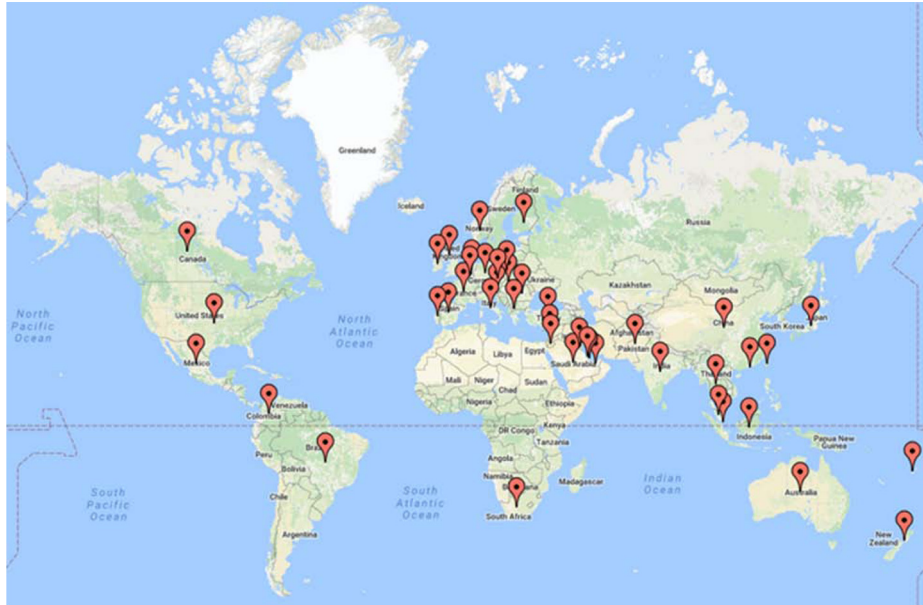 Greenland
Iceland
Finland
Sweden
Norway
Russia
Canada
Ukraine
Kazakhstan
Mongolia
North
Pacific
Ocean
United States
North
Atlantic
Ocean
China
South Korea
Japan
Afghanistan
Pakistan
Algeria
Libya
Egypt
Saudi Arabia
India
Mexico
Mali
Niger
Chad
Sudan
Thailand
Nigeria
Ethiopia
Venezuela
Colombia
DR Congo
Kenya
Tanzania
Indonesia
Papua New
Guinea
Peru
Bolivia
Angola
Namibia
Madagascar
Indian
Ocean
South
Pacific
Ocean
South
Atlantic
Ocean
Chile
Argentina
South Africa
Australia
New
Zealand